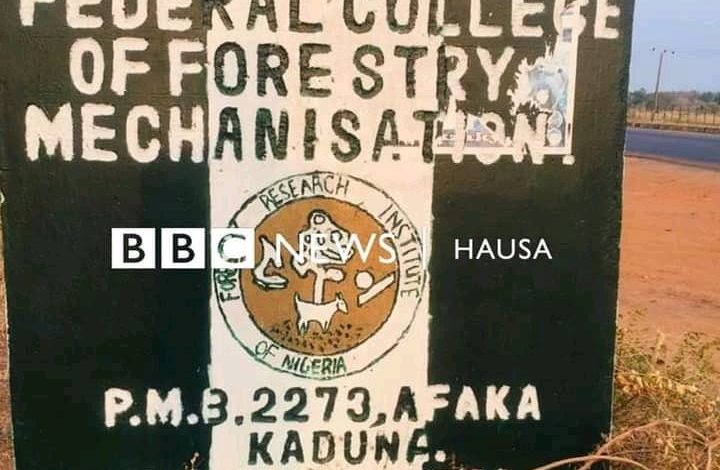 FEDERAL COLLEGE
OF FORESTRY
MECHANISATION.
FOREST RESEARCH INSTITUTE
OF NIGERIA
BBC NEWS | HAUSA
P.M.B.2273,AFAKA
KADUNA.